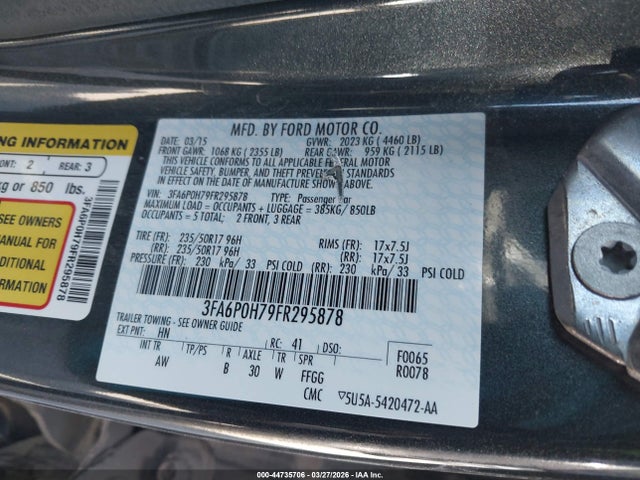 NG INFORMATION
ONT: 2 REAR: 3
kg or 850 lbs.
SEE OWNERS
MANUAL FOR
DDITIONAL
ORMATION
3FA6P0H79FR295878
MFD. BY FORD MOTOR CO.
DATE: 03/15 GVWR: 2023 KG ( 4460 LB)
FRONT GAWR: 1068 KG ( 2355 LB) REAR GAWR: 959 KG ( 2115 LB)
THIS VEHICLE CONFORMS TO ALL APPLICABLE FEDERAL MOTOR
VEHICLE SAFETY, BUMPER, AND THEFT PREVENTION STANDARDS IN
EFFECT ON THE DATE OF MANUFACTURE SHOWN ABOVE.
VIN: 3FA6P0H79FR295878 TYPE: Passenger Car
MAXIMUM LOAD = OCCUPANTS + LUGGAGE = 385KG/850LB
OCCUPANTS = 5 TOTAL: 2 FRONT, 3 REAR
TIRE (FR): 235/50R17 96H RIMS (FR): 17x7.5J
(RR): 235/50R17 96H (RR): 17x7.5J
PRESSURE (FR): 230 kPa/ 33 PSI COLD (RR) 230 kPa/ 33 PSI COLD
3FA6P0H79FR295878
TRAILER TOWING - SEE OWNER GUIDE
EXT PNT: HN RC: 41 DSO: F0065
INT TR TP/PS R AXLE TR SPR R0078
AW B 30 W FFGG
CMC 5U5A-5420472-AA
000-44735706 - 03/27/2026 - IAA Inc.